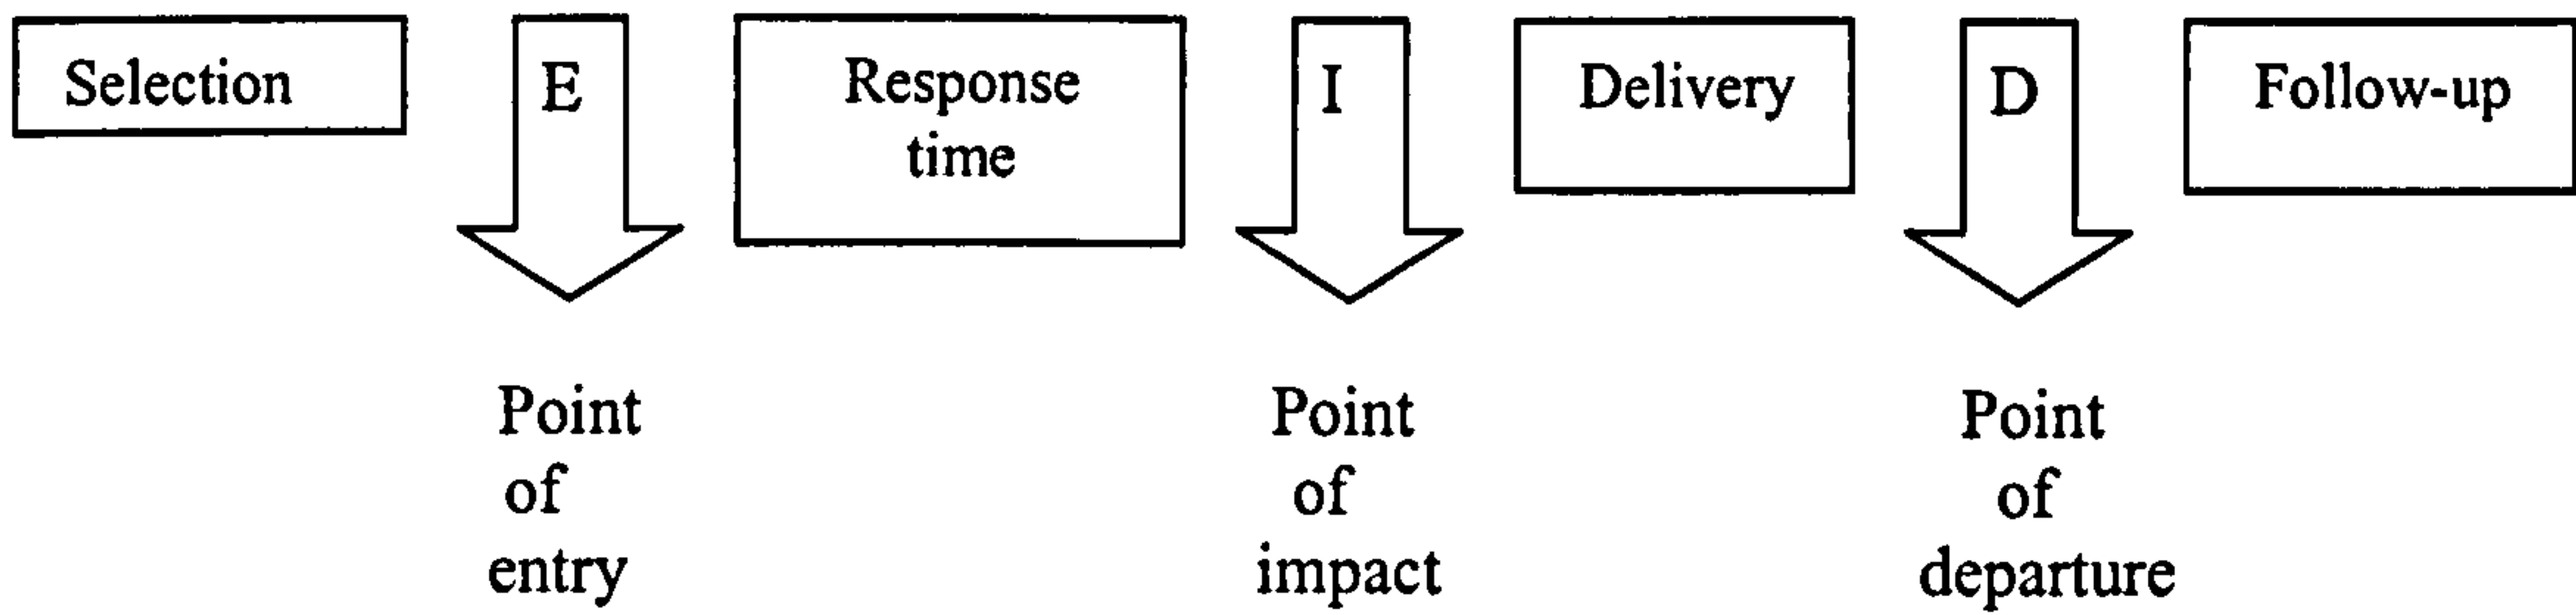 Selection
E
Response
time
I
Delivery
D
Follow-up
Point
of
entry
Point
of
impact
Point
of
departure